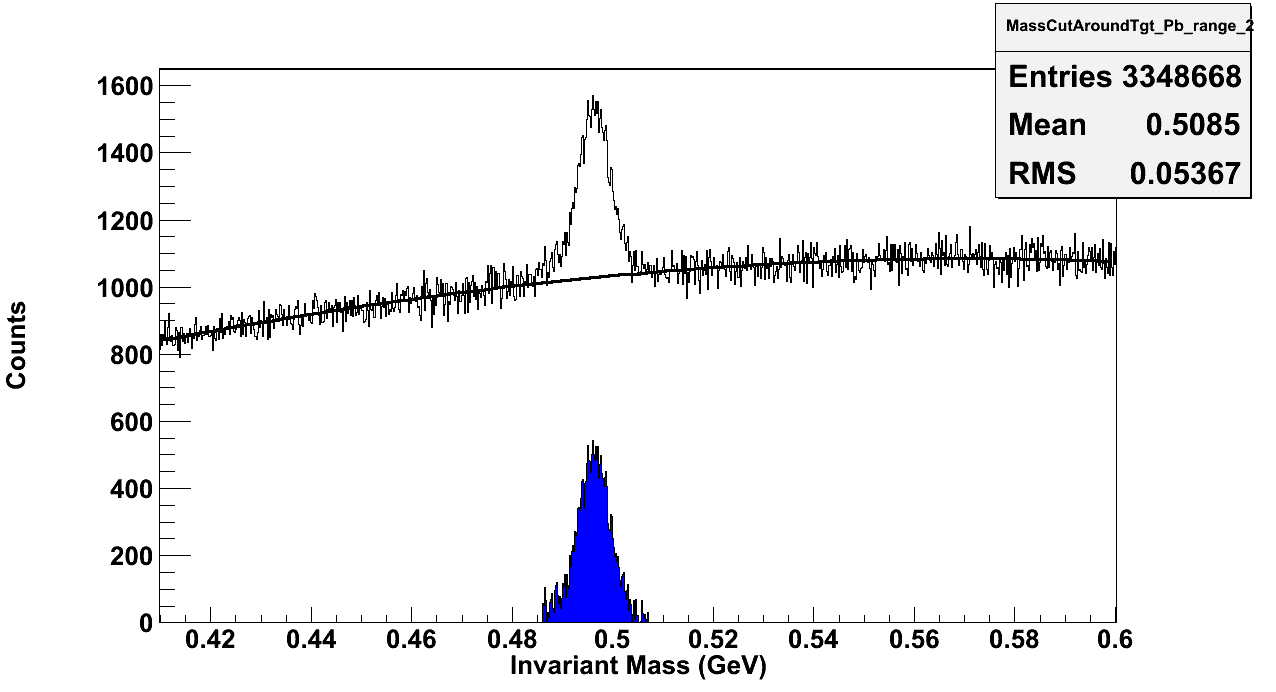 MassCutAroundTgt_Pb_range_2
Entries 3348668
Mean 0.5085
RMS 0.05367
1600
1400
1200
1000
800
600
400
200
0
Counts
0.42 0.44 0.46 0.48 0.5 0.52 0.54 0.56 0.58 0.6
Invariant Mass (GeV)